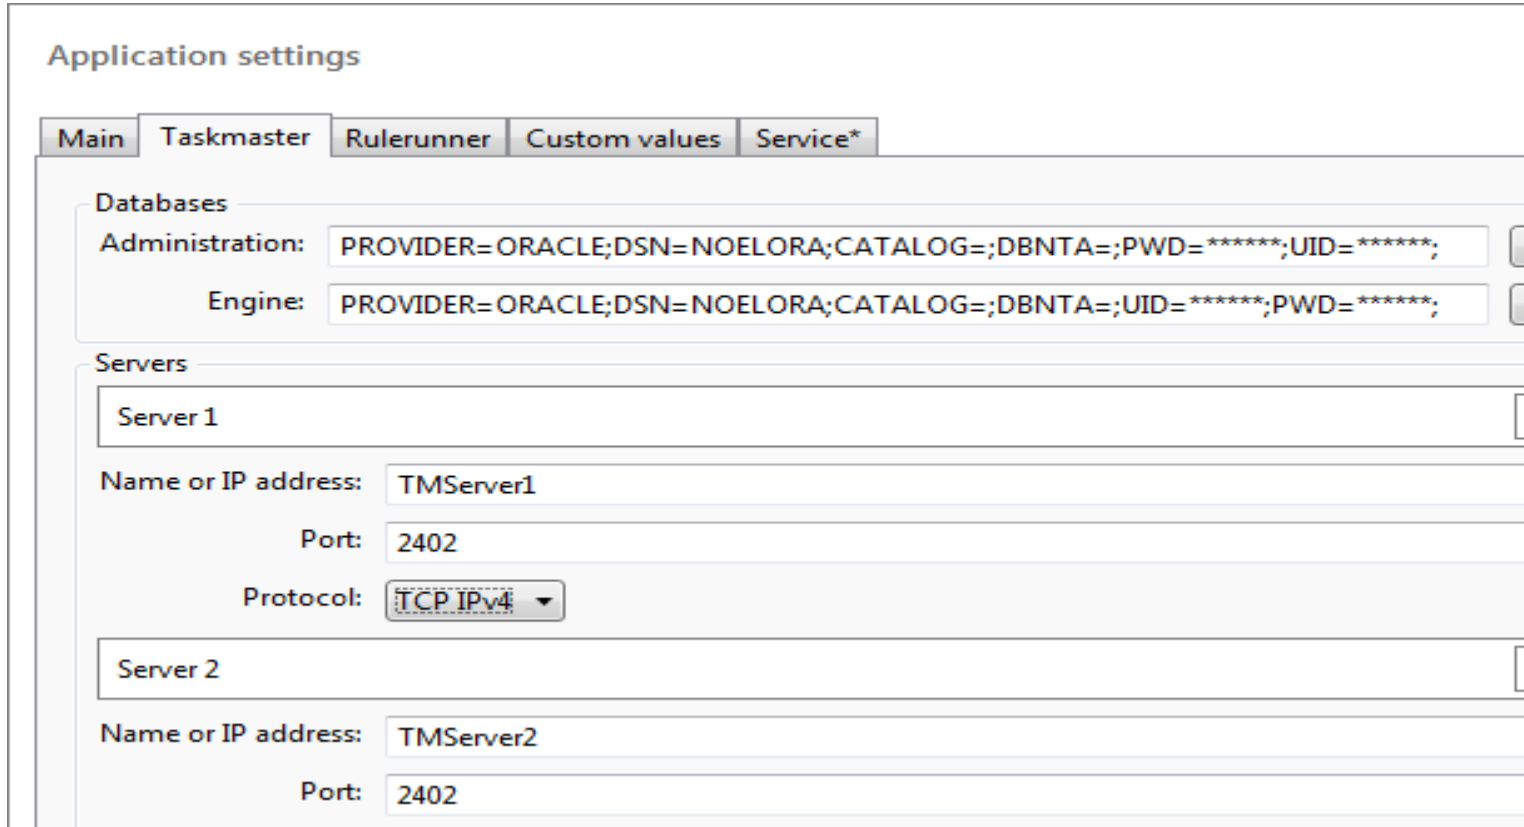 Application settings
Main Taskmaster Rulerunner Custom values Service*
Databases
Administration: PROVIDER=ORACLE;DSN=NOELORA;CATALOG=;DBNTA=;PWD=******;UID=******;
Engine: PROVIDER=ORACLE;DSN=NOELORA;CATALOG=;DBNTA=;UID=******;PWD=******;
Servers
Server 1
Name or IP address: TMServer1
Port: 2402
Protocol: TCP IPv4
Server 2
Name or IP address: TMServer2
Port: 2402